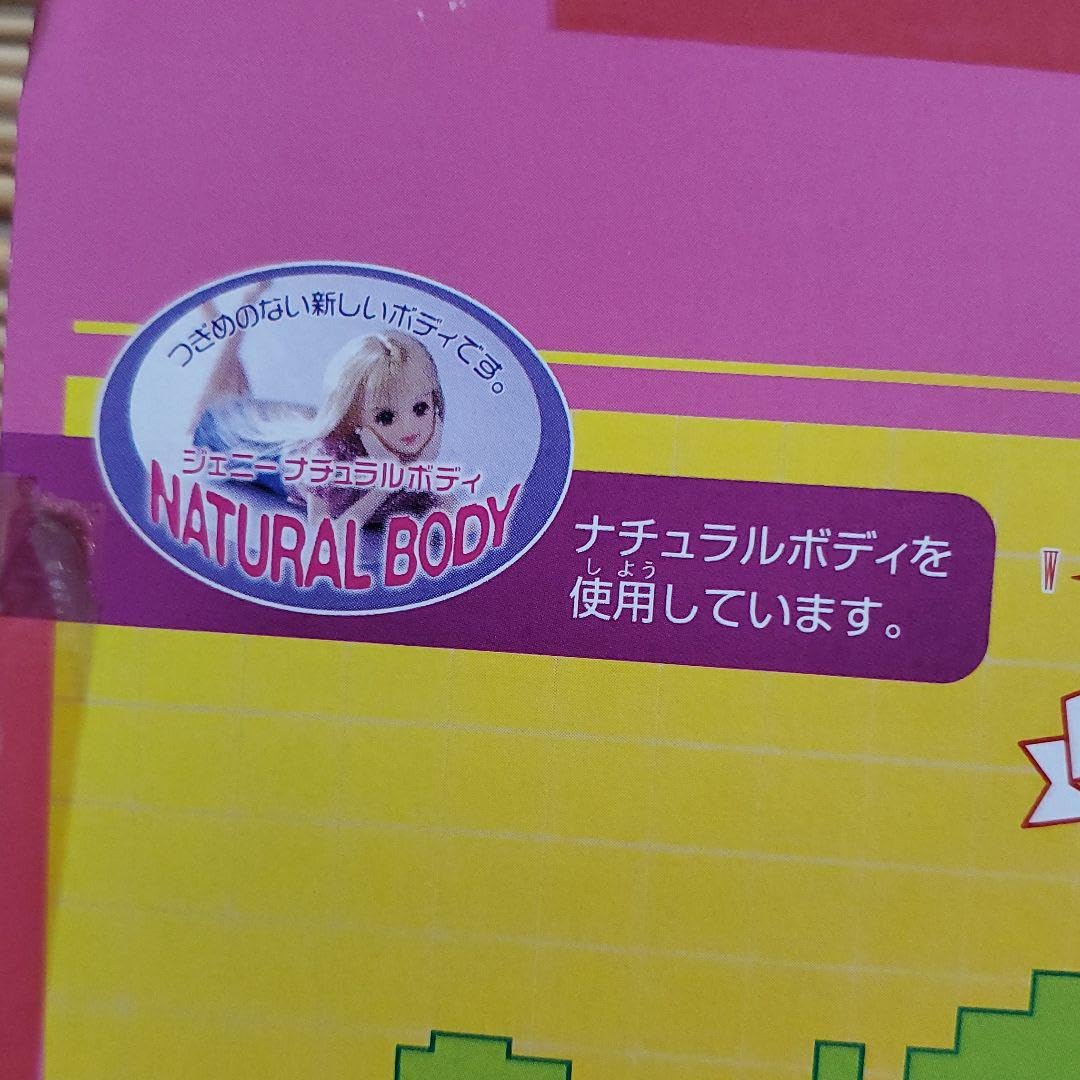 つぎめのない新しいボディです。
ジェニーナチュラルボディ
NATURAL BODY
ナチュラルボディを
しよう
使用しています。
W